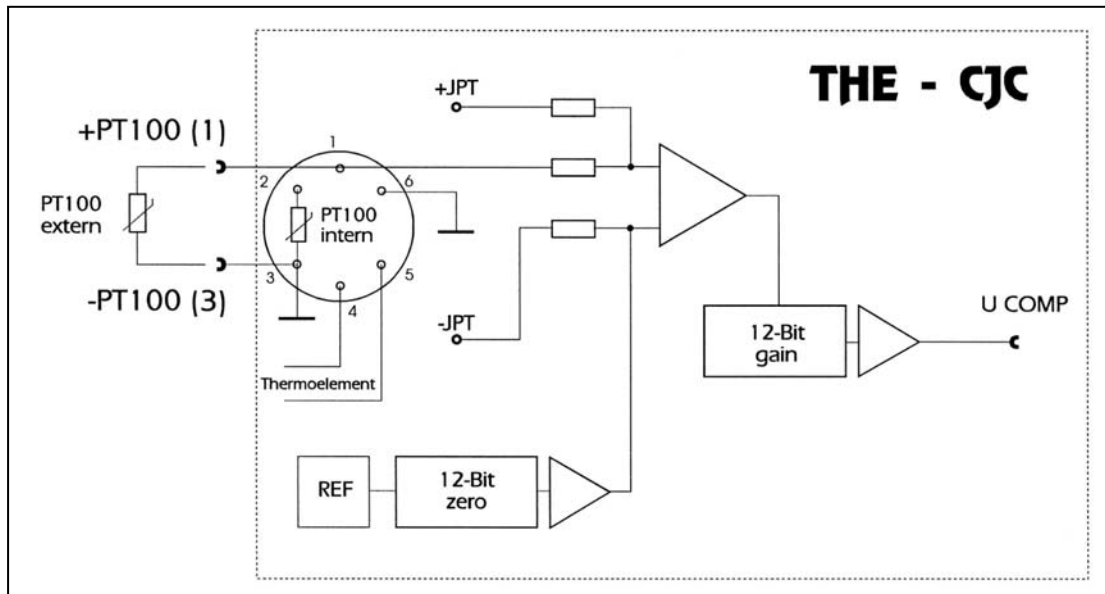 THE - CJC
+JPT
+PT100 (1)
1
2
6
PT100
extern
PT100
intern
3
5
4
-PT100 (3)
-JPT
Thermoelement
12-Bit
gain
U COMP
REF
12-Bit
zero